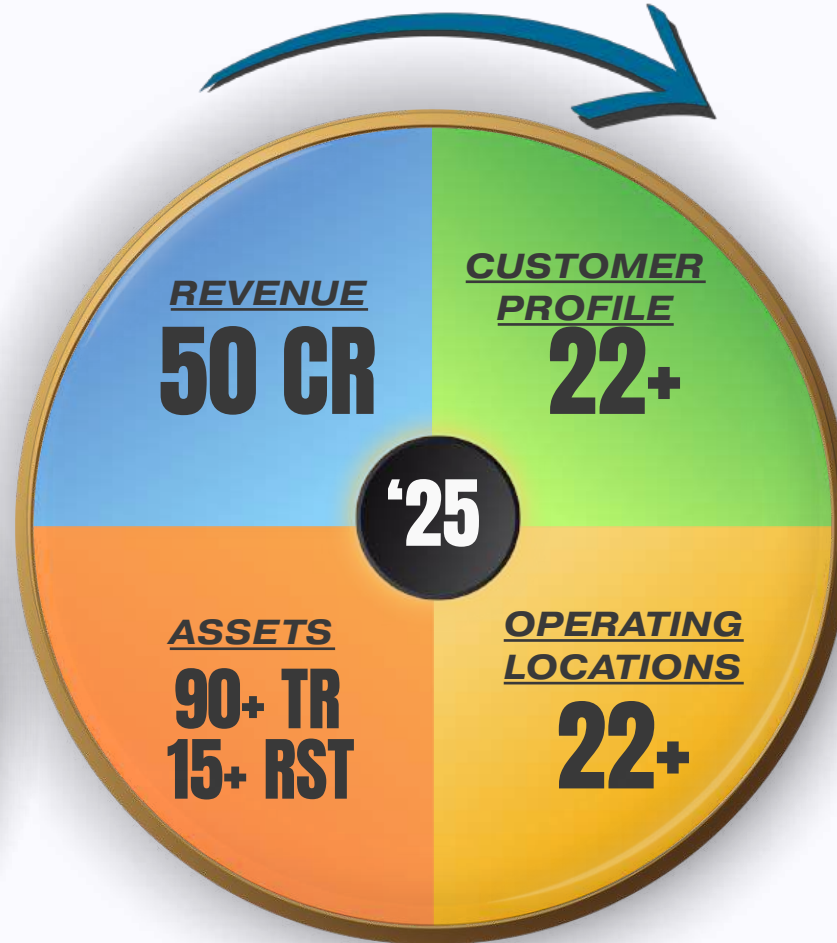 REVENUE
50 CR
CUSTOMER
PROFILE
22+
‘25
ASSETS
90+ TR
15+ RST
OPERATING
LOCATIONS
22+